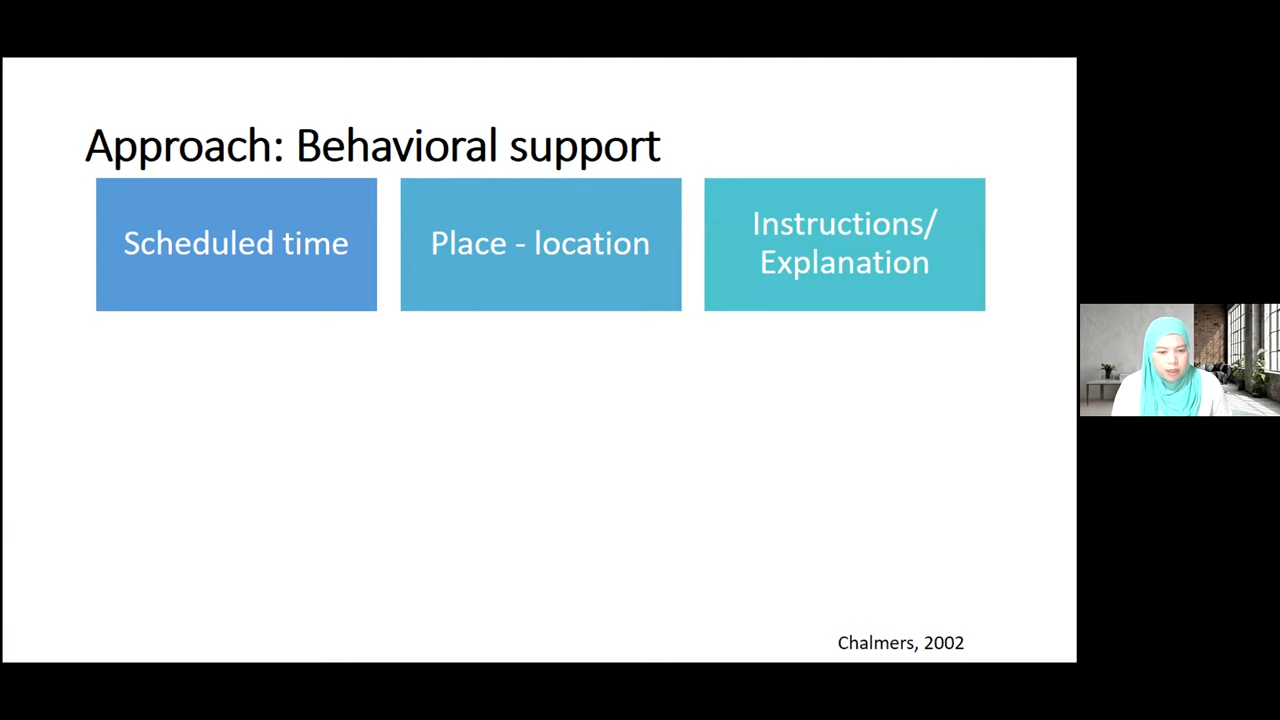 Approach: Behavioral support
Scheduled time
Place - location
Instructions/
Explanation
Chalmers, 2002